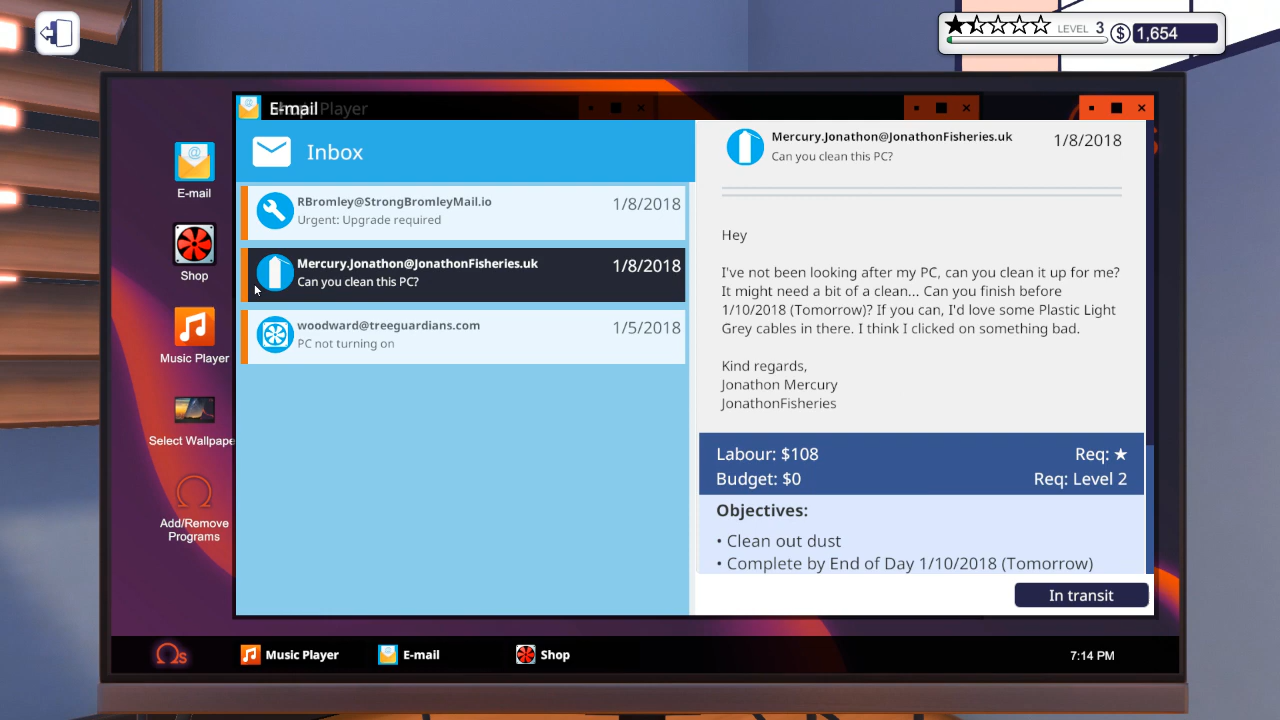 LEVEL 3
$ 1,654
E-mail
Player
Inbox
RBromley@StrongBromleyMail.io
1/8/2018
Urgent: Upgrade required
Mercury.Jonathon@JonathonFisheries.uk
1/8/2018
Can you clean this PC?
woodward@treeguardians.com
1/5/2018
PC not turning on
Mercury.Jonathon@JonathonFisheries.uk
1/8/2018
Can you clean this PC?
Hey
I've not been looking after my PC, can you clean it up for me?
It might need a bit of a clean... Can you finish before
1/10/2018 (Tomorrow)? If you can, I'd love some Plastic Light
Grey cables in there. I think I clicked on something bad.
Kind regards,
Jonathon Mercury
JonathonFisheries
Labour: $108
Req: ★
Budget: $0
Req: Level 2
Objectives:
• Clean out dust
• Complete by End of Day 1/10/2018 (Tomorrow)
In transit
E-mail
Shop
Music Player
Select Wallpape
Add/Remove
Programs
Ωs
Music Player
E-mail
Shop
7:14 PM